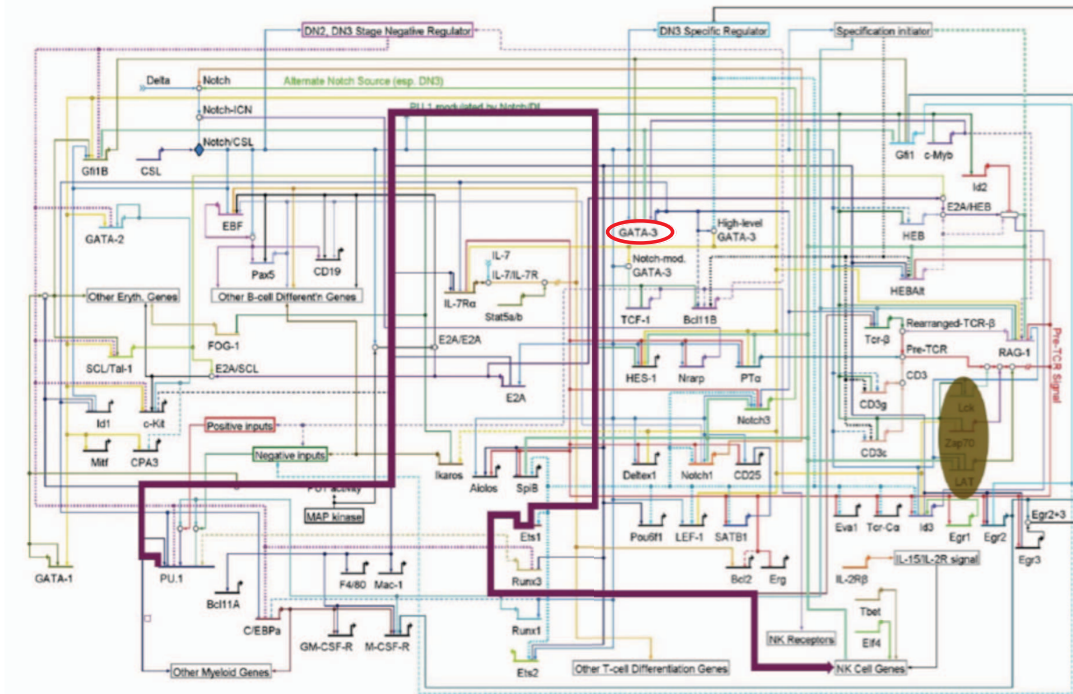 DN2, DN3 Stage Negative Regulator
DN3 Specific Regulator
Specification initiator
Delta
Notch
Alternate Notch Source (esp. DN3)
Notch-ICN
PU.1 modulated by Notch/Dl
Notch/CSL
Gfi1B
CSL
Gfi1
c-Myb
Id2
E2A/HEB
GATA-2
EBF
GATA-3
High-level
GATA-3
HEB
Pax5
CD19
IL-7
IL-7/IL-7R
Notch-mod.
GATA-3
HEBAlt
Other Eryth. Genes
Other B-cell Different'n Genes
IL-7Rα
Stat5a/b
TCF-1
Bcl11B
Tcr-β
Rearranged-TCR-β
RAG-1
FOG-1
E2A/E2A
Pre-TCR
Pre-TCR Signal
SCL/Tal-1
E2A/SCL
E2A
HES-1
Nrarp
PTα
CD3
CD3g
Id1
c-Kit
Notch3
Lck
Positive inputs
Zap70
Mitf
CPA3
Negative inputs
CD3ε
LAT
Ikaros
Aiolos
SpiB
Deltex1
Notch1
CD25
activity
MAP kinase
Ets1
Pou6f1
LEF-1
SATB1
Eva1
Tcr-Cα
Id3
Egr1
Egr2
Egr2+3
Egr3
GATA-1
PU.1
Bcl11A
F4/80
Mac-1
Runx3
Bcl2
Erg
IL-2Rβ
IL-15/IL-2R signal
Tbet
C/EBPa
GM-CSF-R
M-CSF-R
Runx1
NK Receptors
Elf4
Other Myeloid Genes
Ets2
Other T-cell Differentiation Genes
NK Cell Genes